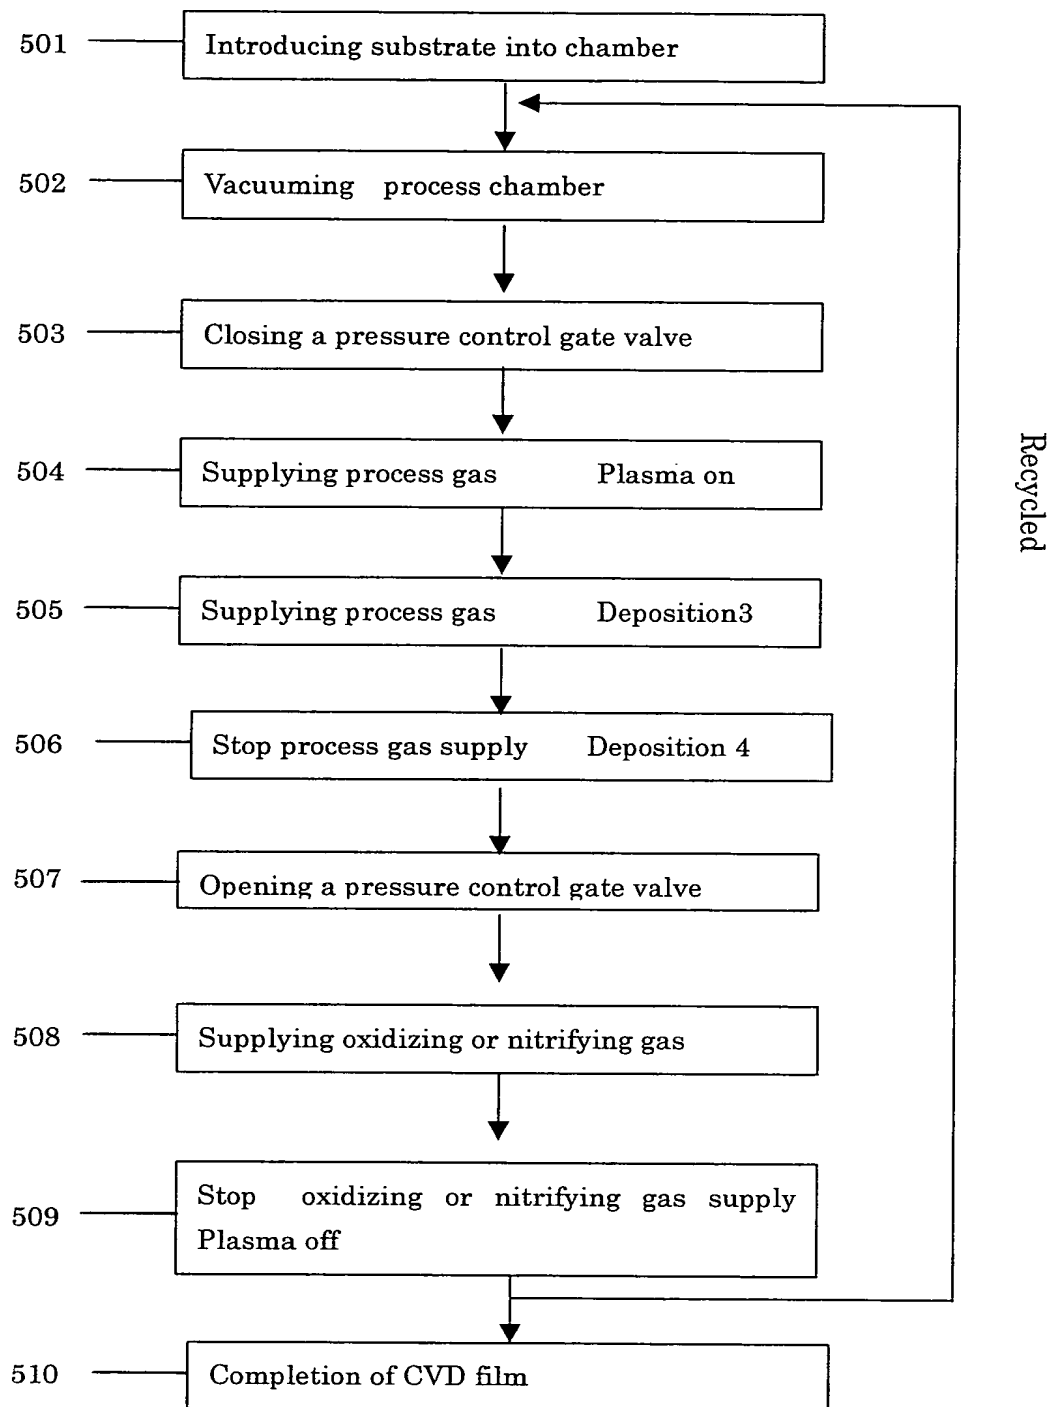 501 Introducing substrate into chamber
502 Vacuuming process chamber
503 Closing a pressure control gate valve
504 Supplying process gas Plasma on
505 Supplying process gas Deposition3
506 Stop process gas supply Deposition 4
507 Opening a pressure control gate valve
508 Supplying oxidizing or nitrifying gas
509 Stop oxidizing or nitrifying gas supply
Plasma off
510 Completion of CVD film
Recycled